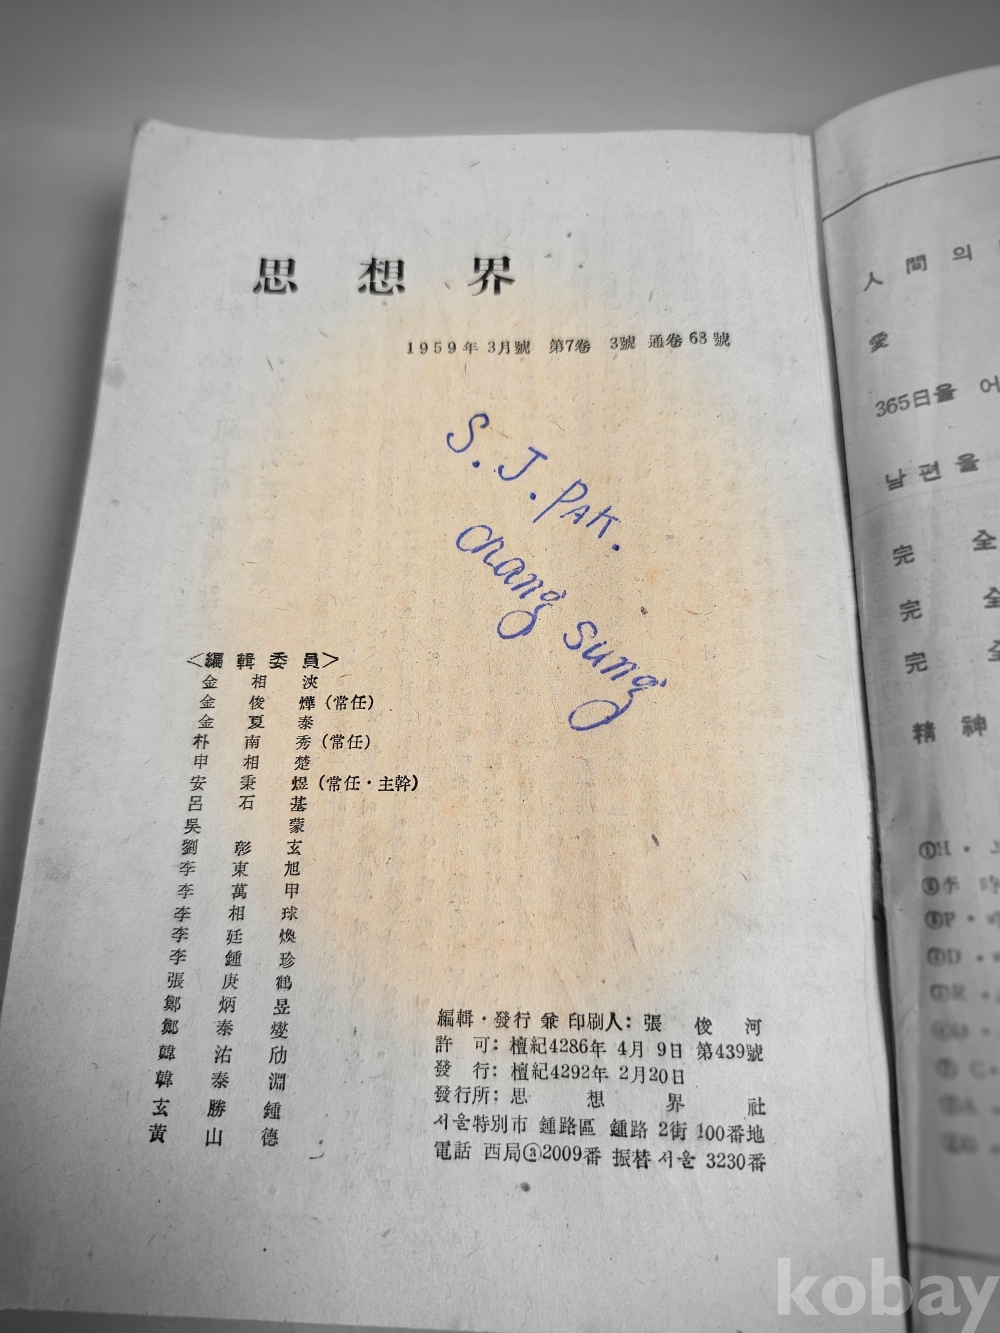 思想界
1959年 3月號 第7卷 3號 通卷 68號
S. J. PAK.
Chang Sung
<編輯委員>
金相浹
金俊燁(常任)
金夏泰
朴南秀(常任)
申相楚
安秉煜(常任・主幹)
呂石基
吳蒙
劉彰玄
李東旭
李萬甲
李相球
李廷煥
李鍾珍
張庚鶴
鄭炳昱
鄭泰燮
韓㳓劤
韓泰淵
玄勝鍾
黃山德
編輯・發行 兼 印刷人: 張俊河
許可: 檀紀4286年 4月 9日 第439號
發行: 檀紀4292年 2月20日
發行所: 思想界社
서울特別市 鍾路區 鍾路 2街 100番地
電話 西局ⓐ2009番 振替 서울 3230番
人間의
愛
365日을 어
남편을
完全
完全
完全
精神
kobay